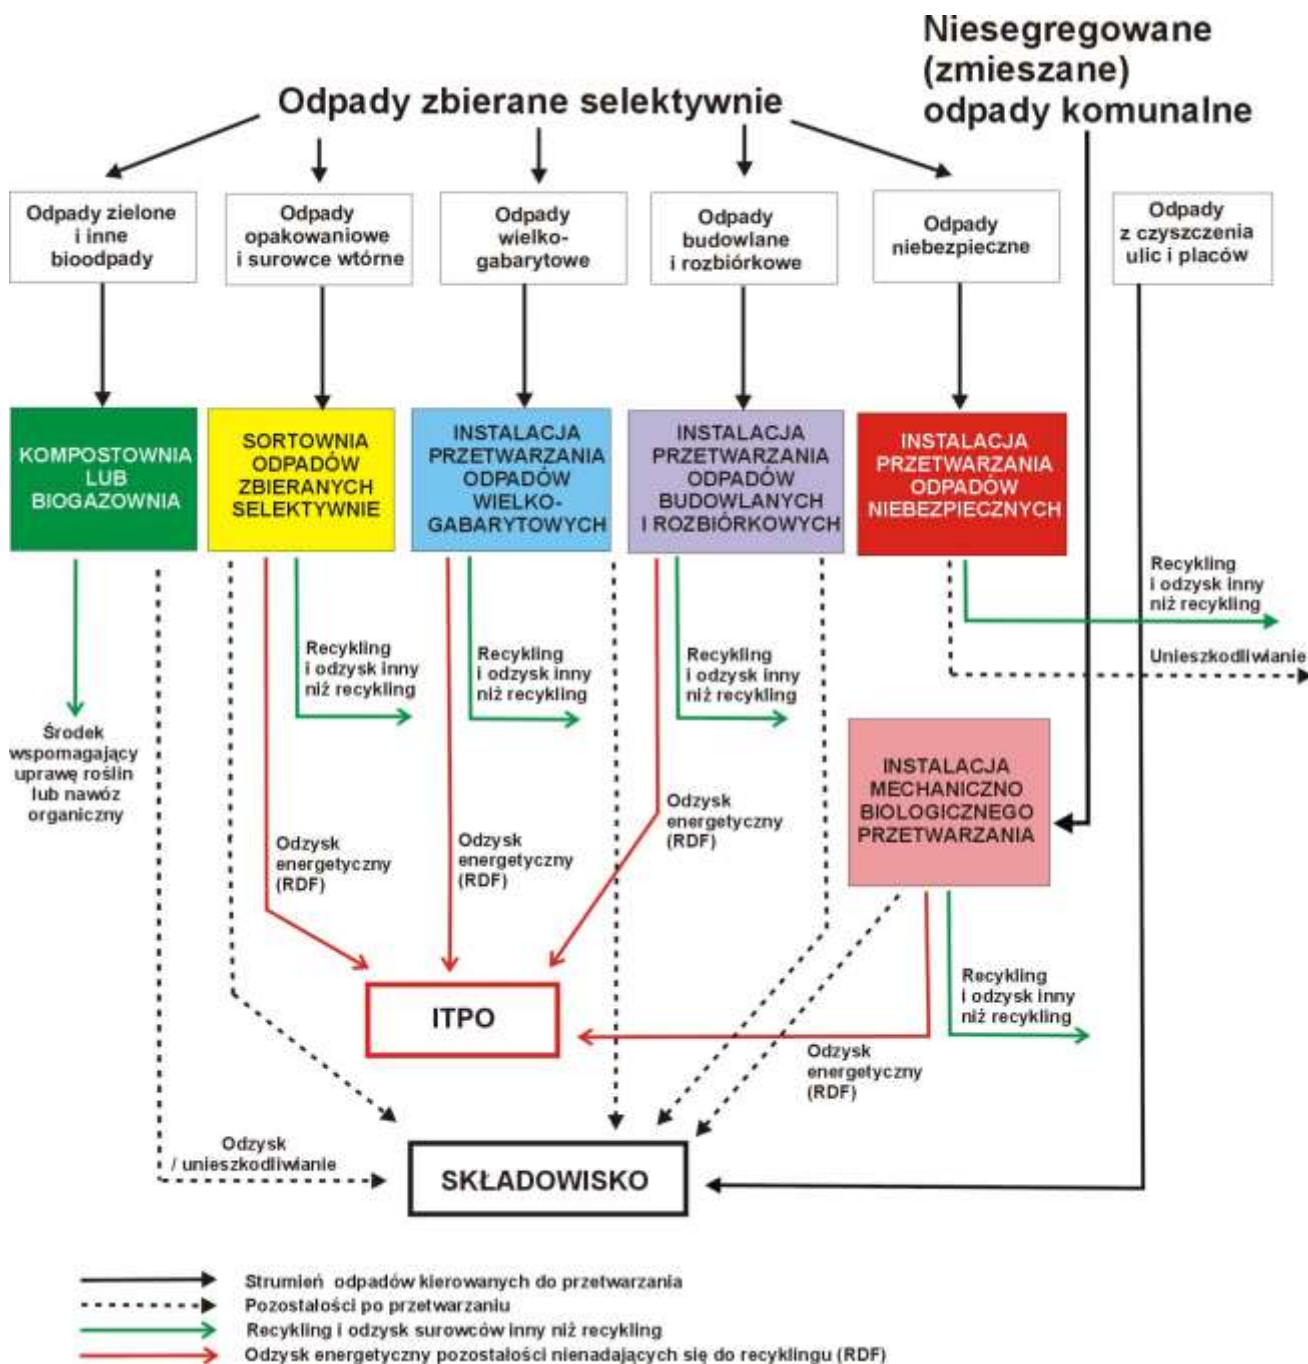 Niesegregowane
(zmieszane)
odpady komunalne
Odpady zbierane selektywnie
Odpady zielone
i inne
bioodpady
Odpady
opakowaniowe
i surowce wtórne
Odpady
wielko-
gabarytowe
Odpady
budowlane
i rozbiórkowe
Odpady
niebezpieczne
Odpady
z czyszczenia
ulic i placów
KOMPOSTOWNIA
LUB
BIOGAZOWNIA
SORTOWNIA
ODPADÓW
ZBIERANYCH
SELEKTYWNIE
INSTALACJA
PRZETWARZANIA
ODPADÓW
WIELKO-
GABARYTOWYCH
INSTALACJA
PRZETWARZANIA
ODPADÓW
BUDOWLANYCH
I ROZBIÓRKOWYCH
INSTALACJA
PRZETWARZANIA
ODPADÓW
NIEBEZPIECZNYCH
Recykling
i odzysk inny
niż recykling
Unieszkodliwianie
Recykling
i odzysk inny
niż recykling
Recykling
i odzysk inny
niż recykling
Recykling
i odzysk inny
niż recykling
Środek
wspomagający
uprawę roślin
lub nawóz
organiczny
INSTALACJA
MECHANICZNO
BIOLOGICZNEGO
PRZETWARZANIA
Odzysk
energetyczny
(RDF)
Odzysk
energetyczny
(RDF)
Odzysk
energetyczny
(RDF)
ITPO
Recykling
i odzysk inny
niż recykling
Odzysk
energetyczny
(RDF)
Odzysk
/ unieszkodliwianie
SKŁADOWISKO
Strumień odpadów kierowanych do przetwarzania
Pozostałości po przetwarzaniu
Recykling i odzysk surowców inny niż recykling
Odzysk energetyczny pozostałości nienadających się do recyklingu (RDF)